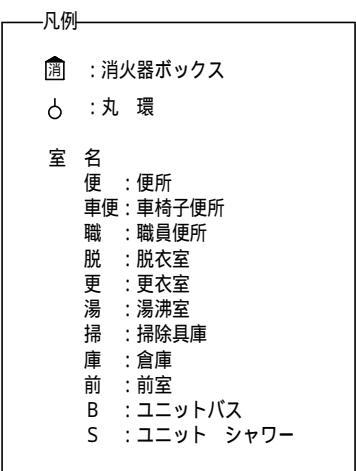 凡例
消 :消火器ボックス
:丸 環
室 名
便 :便所
車便:車椅子便所
職 :職員便所
脱 :脱衣室
更 :更衣室
湯 :湯沸室
掃 :掃除具庫
庫 :倉庫
前 :前室
B :ユニットバス
S :ユニット シャワー